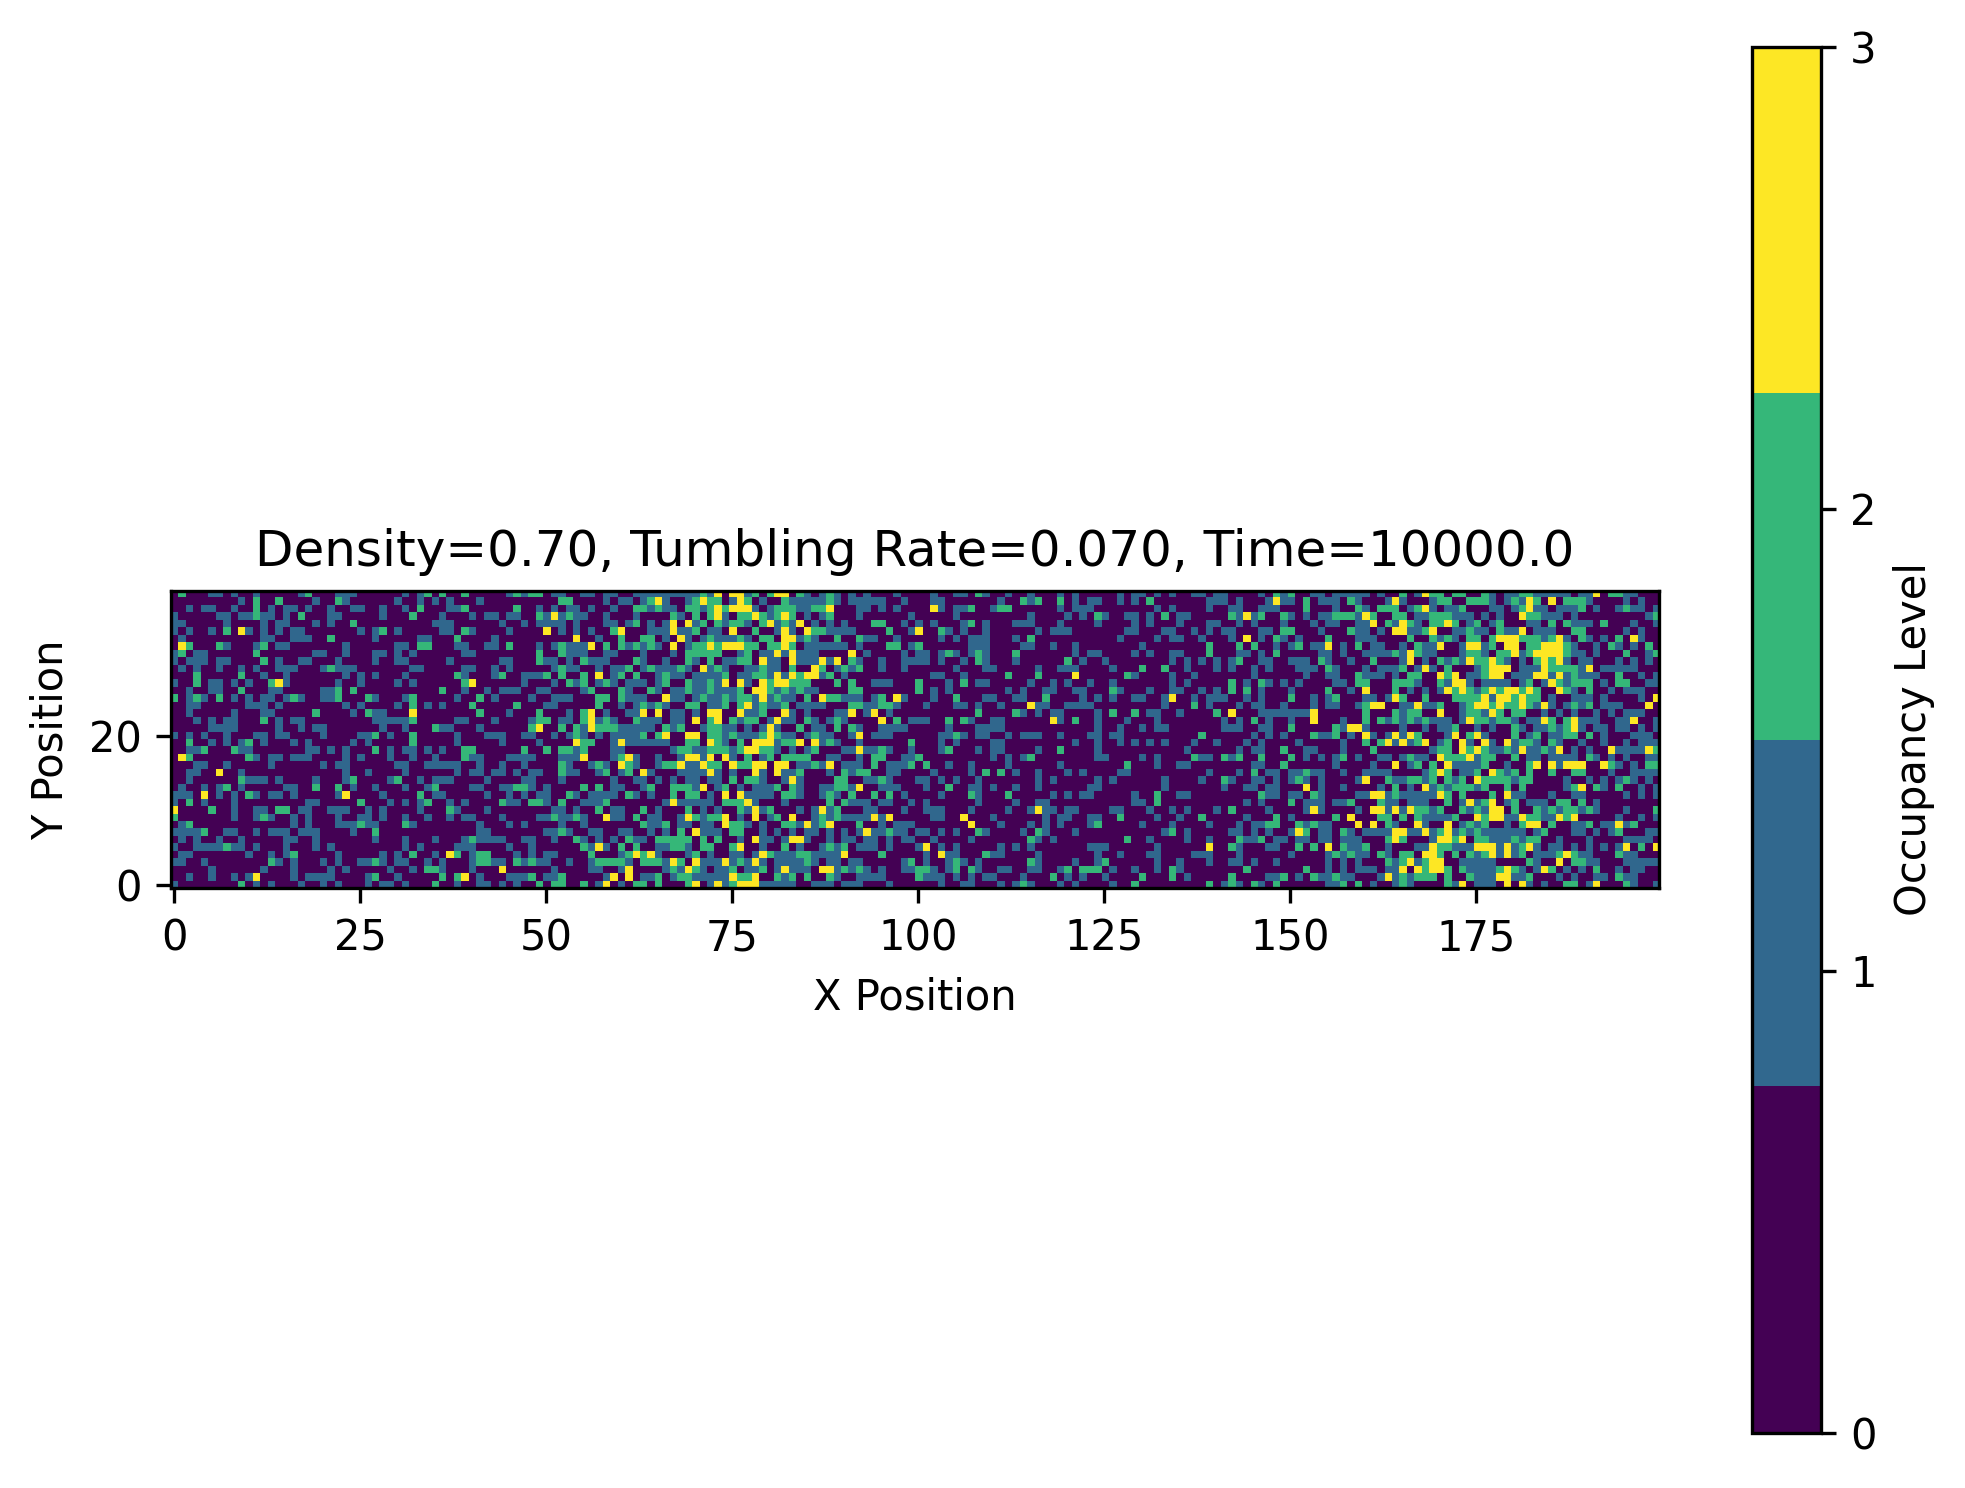 Density=0.70, Tumbling Rate=0.070, Time=10000.0
Y Position
20
0
0 25 50 75 100 125 150 175
X Position
3
2
1
0
Occupancy Level